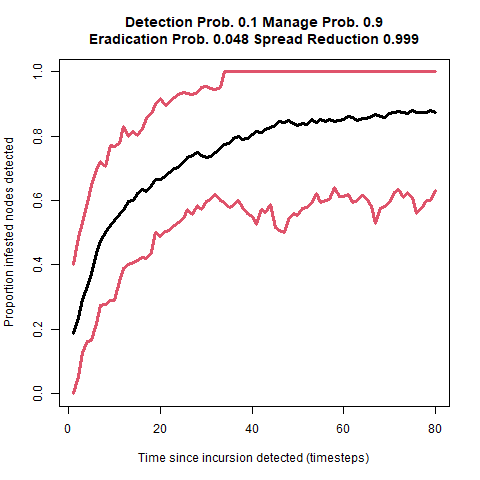 Detection Prob. 0.1 Manage Prob. 0.9
Eradication Prob. 0.048 Spread Reduction 0.999
Proportion infested nodes detected
1.0
0.8
0.6
0.4
0.2
0.0
0 20 40 60 80
Time since incursion detected (timesteps)